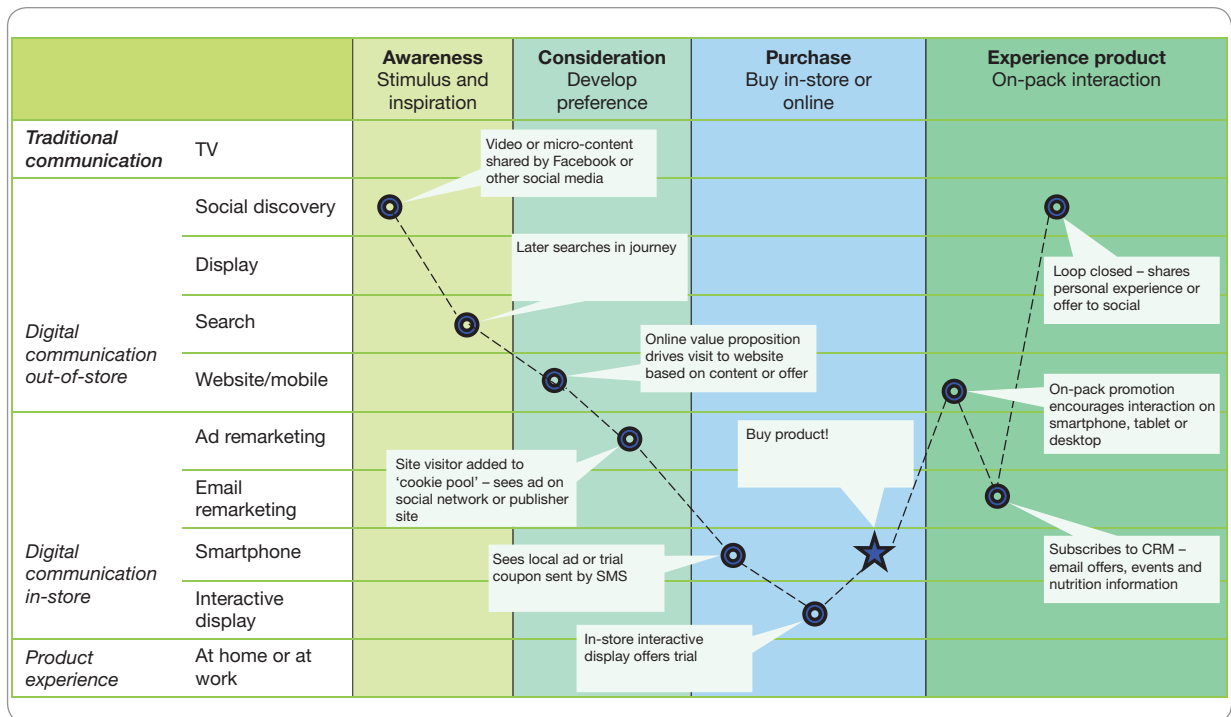 Awareness
Stimulus and
inspiration
Consideration
Develop
preference
Purchase
Buy in-store or
online
Experience product
On-pack interaction
Traditional
communication
TV
Video or micro-content
shared by Facebook or
other social media
Digital
communication
out-of-store
Social discovery
Display
Later searches in journey
Loop closed – shares
personal experience or
offer to social
Search
Website/mobile
Online value proposition
drives visit to website
based on content or offer
On-pack promotion
encourages interaction on
smartphone, tablet or
desktop
Digital
communication
in-store
Ad remarketing
Buy product!
Site visitor added to
‘cookie pool’ – sees ad on
social network or publisher
site
Email
remarketing
Smartphone
Sees local ad or trial
coupon sent by SMS
Subscribes to CRM –
email offers, events and
nutrition information
Interactive
display
In-store interactive
display offers trial
Product
experience
At home or at
work